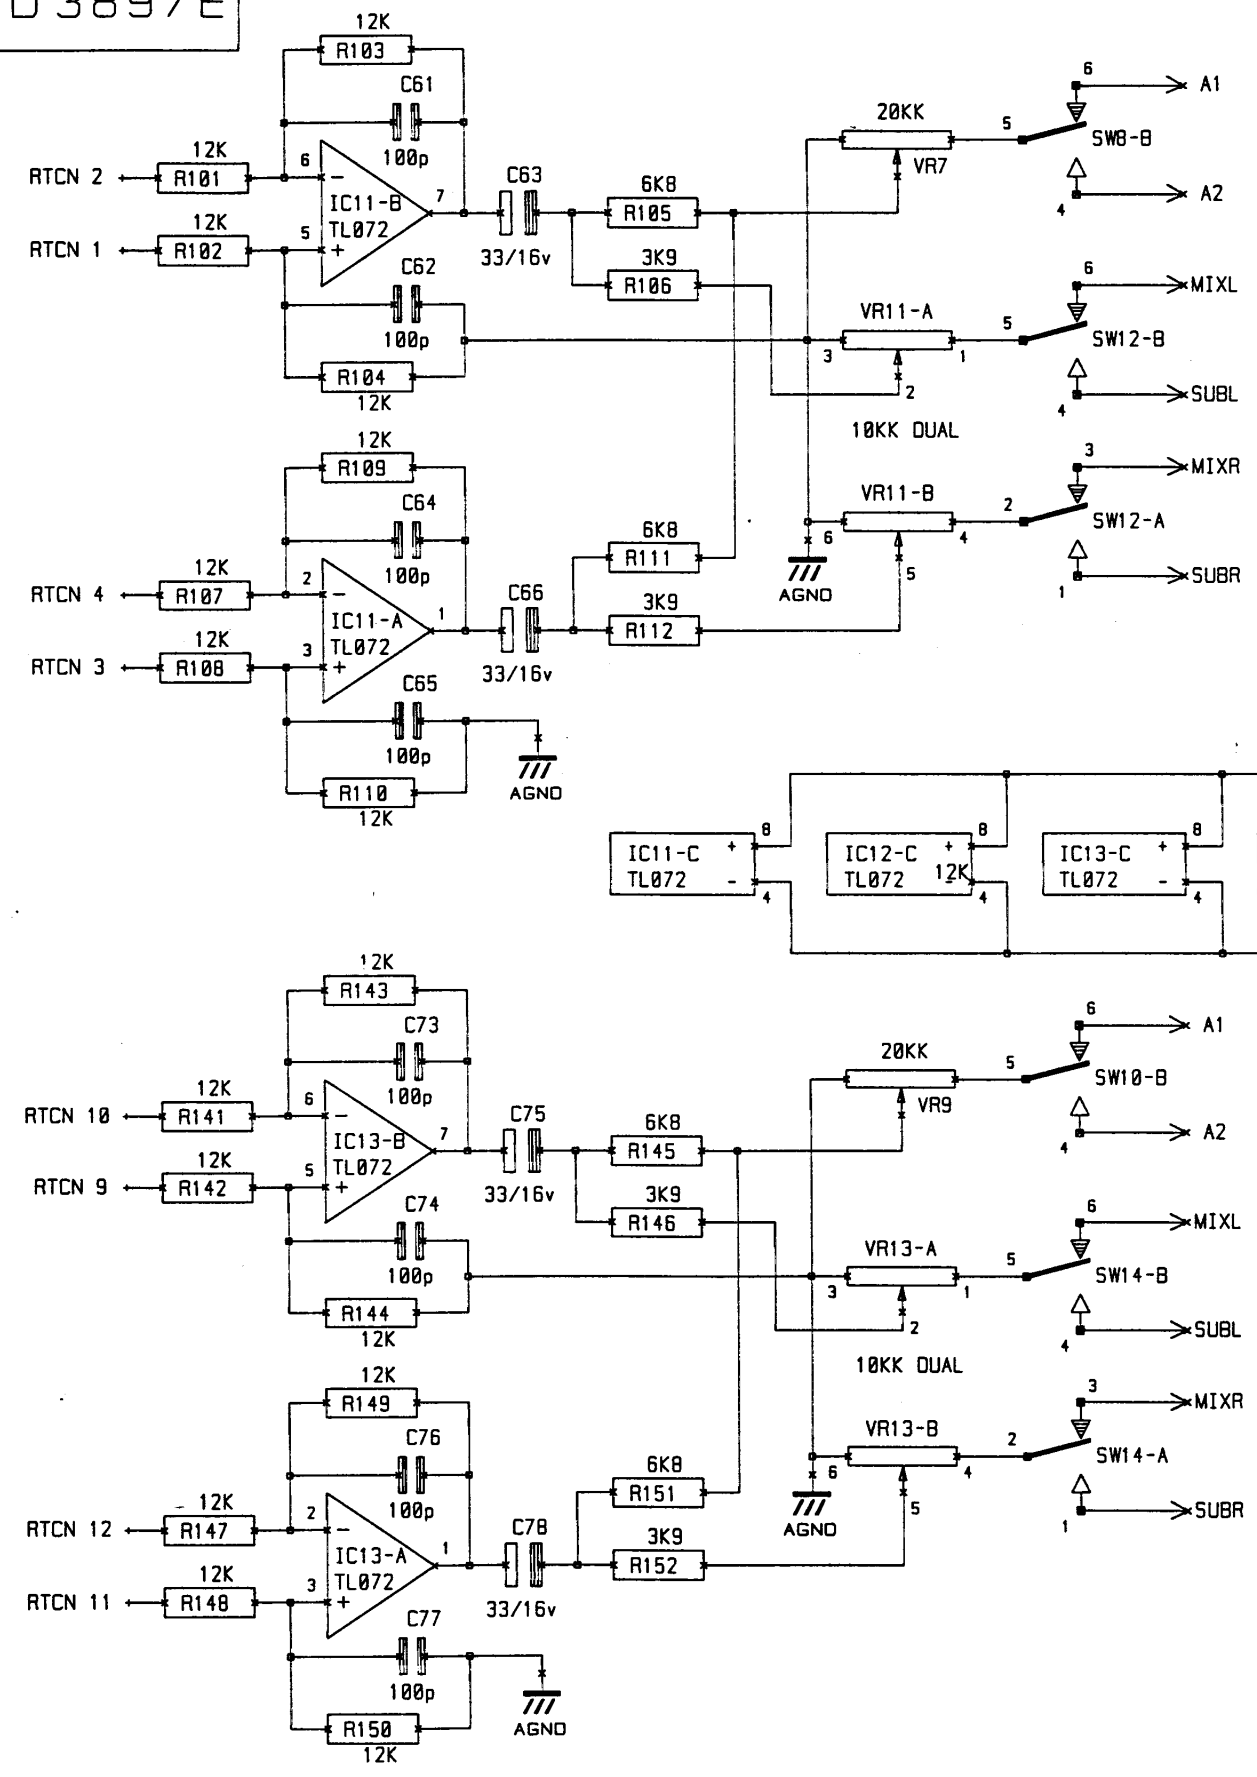 D3897E
12K
R103
C61
100p
12K
RTCN 2
R101
6
-
IC11-B
TL072
7
12K
RTCN 1
R102
5
+
C62
100p
R104
12K
C63
33/16v
6K8
R105
3K9
R106
20KK
VR7
5
6
A1
SW8-B
4
A2
VR11-A
3
1
2
10KK DUAL
5
6
MIXL
SW12-B
4
SUBL
VR11-B
6
4
5
2
3
MIXR
SW12-A
1
SUBR
AGND
12K
R109
C64
100p
12K
RTCN 4
R107
2
-
IC11-A
TL072
1
12K
RTCN 3
R108
3
+
C65
100p
R110
12K
AGND
C66
33/16v
6K8
R111
3K9
R112
IC11-C + 8
TL072 - 4
IC12-C + 8
TL072 12K - 4
IC13-C + 8
TL072 - 4
12K
R143
C73
100p
12K
RTCN 10
R141
6
-
IC13-B
TL072
7
12K
RTCN 9
R142
5
+
C74
100p
R144
12K
C75
33/16v
6K8
R145
3K9
R146
20KK
VR9
5
6
A1
SW10-B
4
A2
VR13-A
3
1
2
10KK DUAL
5
6
MIXL
SW14-B
4
SUBL
VR13-B
6
4
5
2
3
MIXR
SW14-A
1
SUBR
AGND
12K
R149
C76
100p
12K
RTCN 12
R147
2
-
IC13-A
TL072
1
12K
RTCN 11
R148
3
+
C77
100p
R150
12K
AGND
C78
33/16v
6K8
R151
3K9
R152